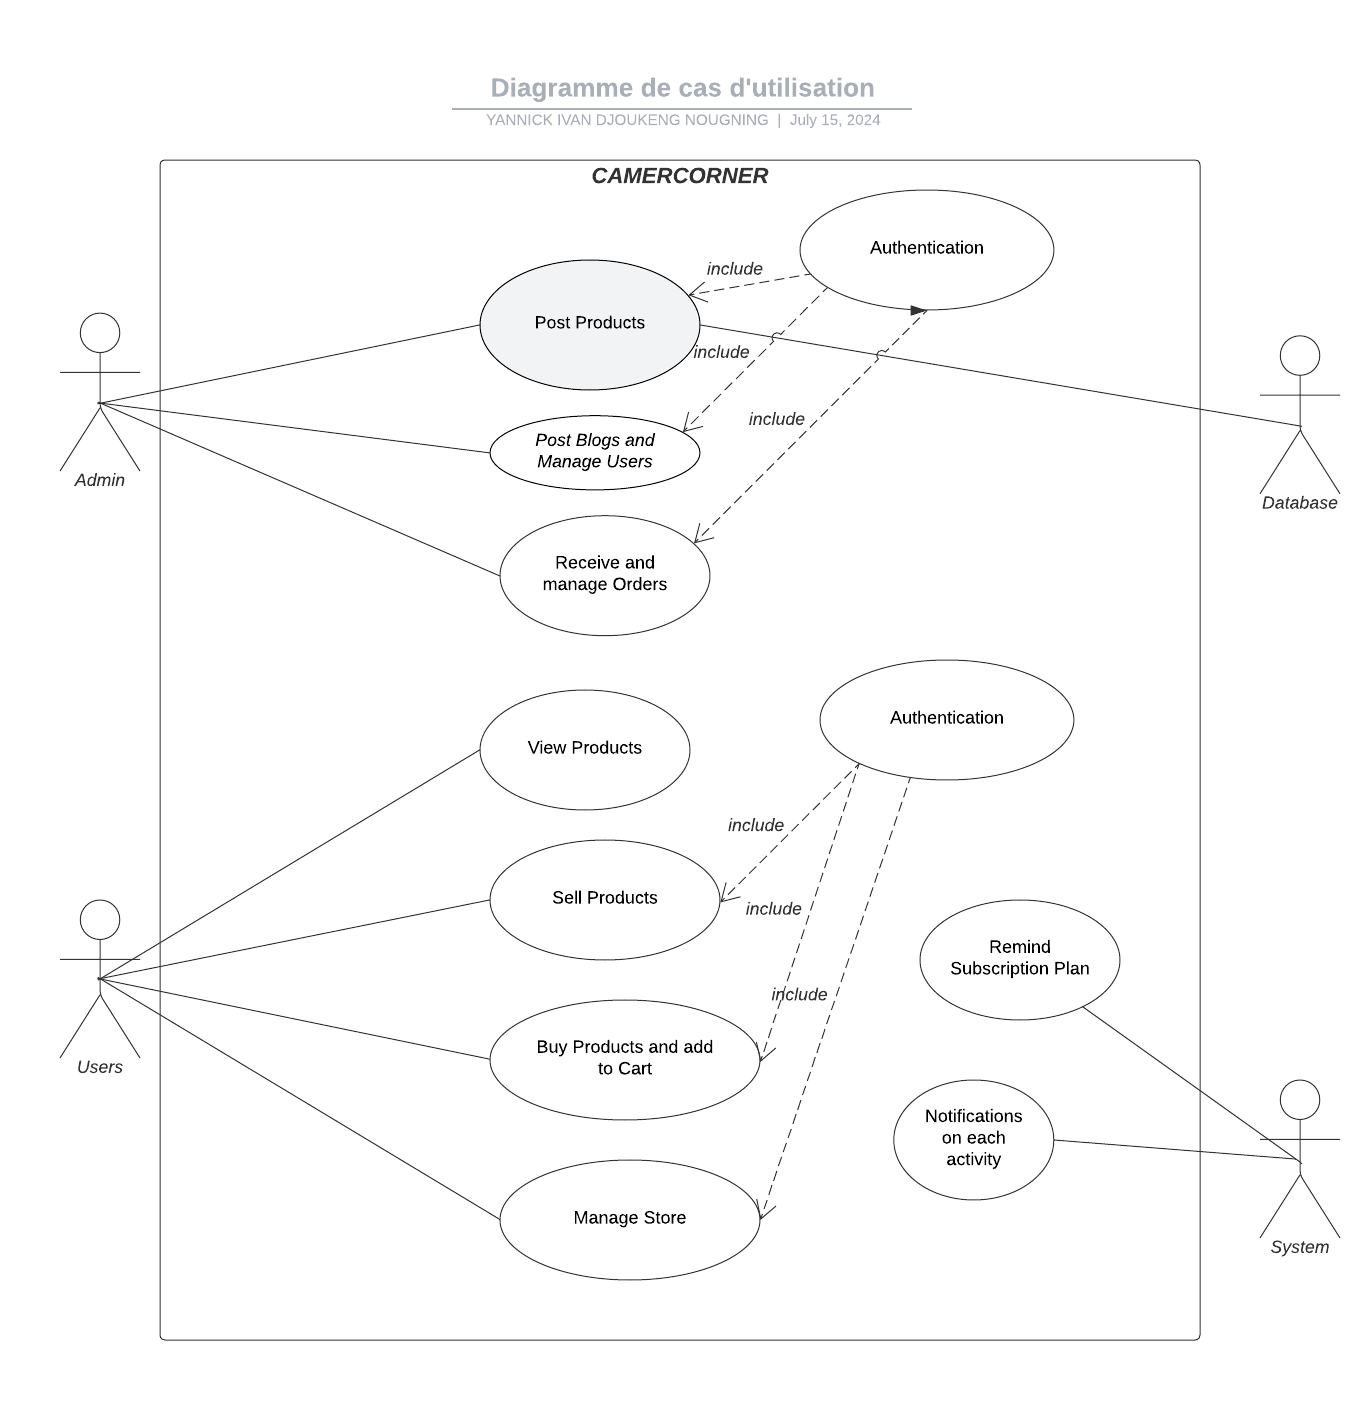 Diagramme de cas d'utilisation
YANNICK IVAN DJOUKENG NOUGNING | July 15, 2024
CAMERCORNER
Authentication
include
Post Products
include
include
Post Blogs and
Manage Users
Admin
Database
Receive and
manage Orders
Authentication
View Products
include
Sell Products
include
Remind
Subscription Plan
include
Buy Products and add
to Cart
Users
Notifications
on each
activity
Manage Store
System